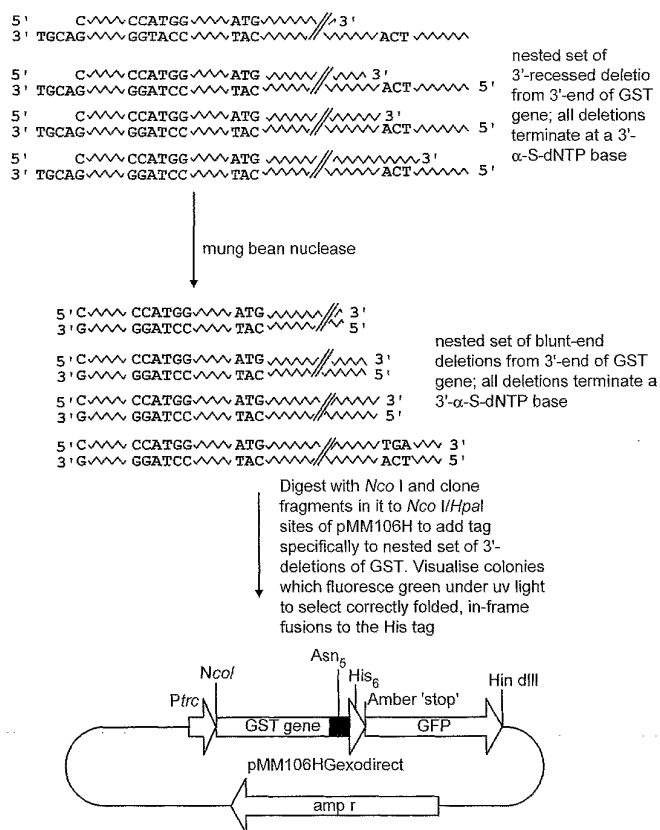 5' C CCATGG ATG 3'
3' TGCAG GGTACC TAC ACT
5' CCATGG ATG 3'
3' TGCAG GGATCC TAC ACT 5'
5' CCATGG ATG 3'
3' TGCAG GGATCC TAC ACT 5'
5' CCATGG ATG 3'
3' TGCAG GGATCC TAC ACT 5'
nested set of
3'-recessed deletio
from 3'-end of GST
gene; all deletions
terminate at a 3'-
α-S-dNTP base
mung bean nuclease
5'C CCATGG ATG 3'
3'G GGATCC TAC 5'
5'C CCATGG ATG 3'
3'G GGATCC TAC 5'
5'C CCATGG ATG 3'
3'G GGATCC TAC 5'
5'C CCATGG ATG TGA 3'
3'G GGATCC TAC ACT 5'
nested set of blunt-end
deletions from 3'-end of GST
gene; all deletions terminate a
3'-α-S-dNTP base
Digest with Nco I and clone
fragments in it to Nco I/HpaI
sites of pMM106H to add tag
specifically to nested set of 3'-
deletions of GST. Visualise colonies
which fluoresce green under uv light
to select correctly folded, in-frame
fusions to the His tag
Asn5
NcoI His6 Hin dIII
Ptrc Amber 'stop'
GST gene GFP
pMM106HGexodirect
amp r